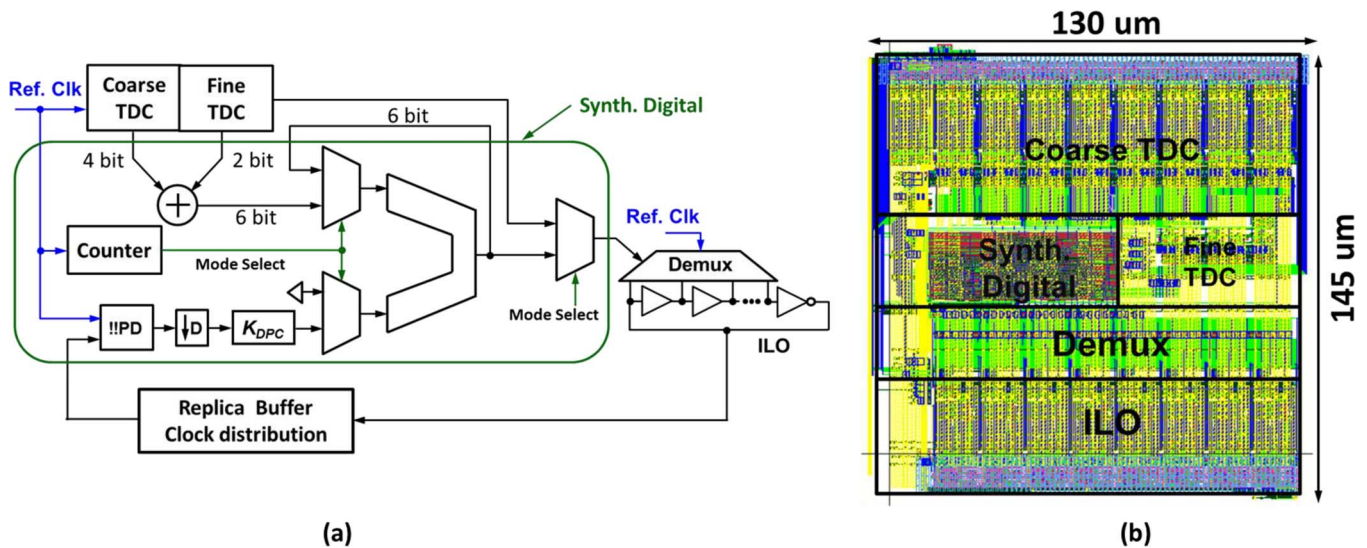 Ref. Clk
Coarse
TDC
Fine
TDC
Synth. Digital
6 bit
4 bit
2 bit
+
6 bit
Counter
Mode Select
Ref. Clk
Demux
Mode Select
ILO
!!PD
↓D
K_DPC
Replica Buffer
Clock distribution
(a)
130 um
145 um
Coarse TDC
Synth.
Digital
Fine
TDC
Demux
ILO
(b)